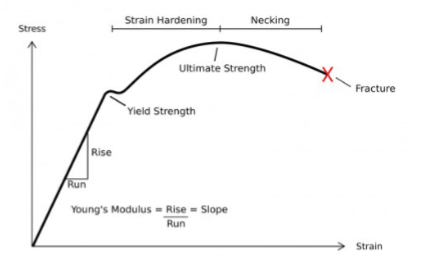 Strain Hardening
Necking
Stress
Ultimate Strength
Fracture
Yield Strength
Rise
Run
Young's Modulus = Rise = Slope
Run
Strain